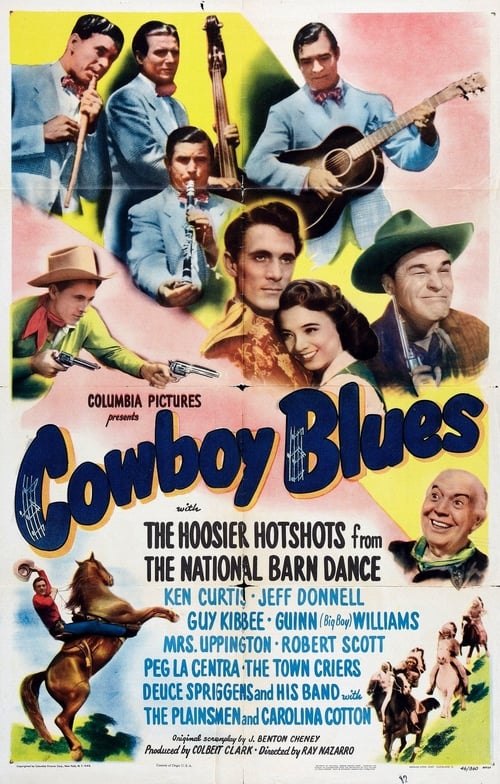 COLUMBIA PICTURES
presents
Cowboy Blues
with
THE HOOSIER HOTSHOTS from
THE NATIONAL BARN DANCE
KEN CURTIS · JEFF DONNELL
GUY KIBBEE · GUINN (Big Boy) WILLIAMS
MRS. UPPINGTON · ROBERT SCOTT
PEG LA CENTRA · THE TOWN CRIERS
DEUCE SPRIGGENS and HIS BAND with
THE PLAINSMEN and CAROLINA COTTON
Original screenplay by J. BENTON CHENEY
Produced by COLBERT CLARK · Directed by RAY NAZARRO